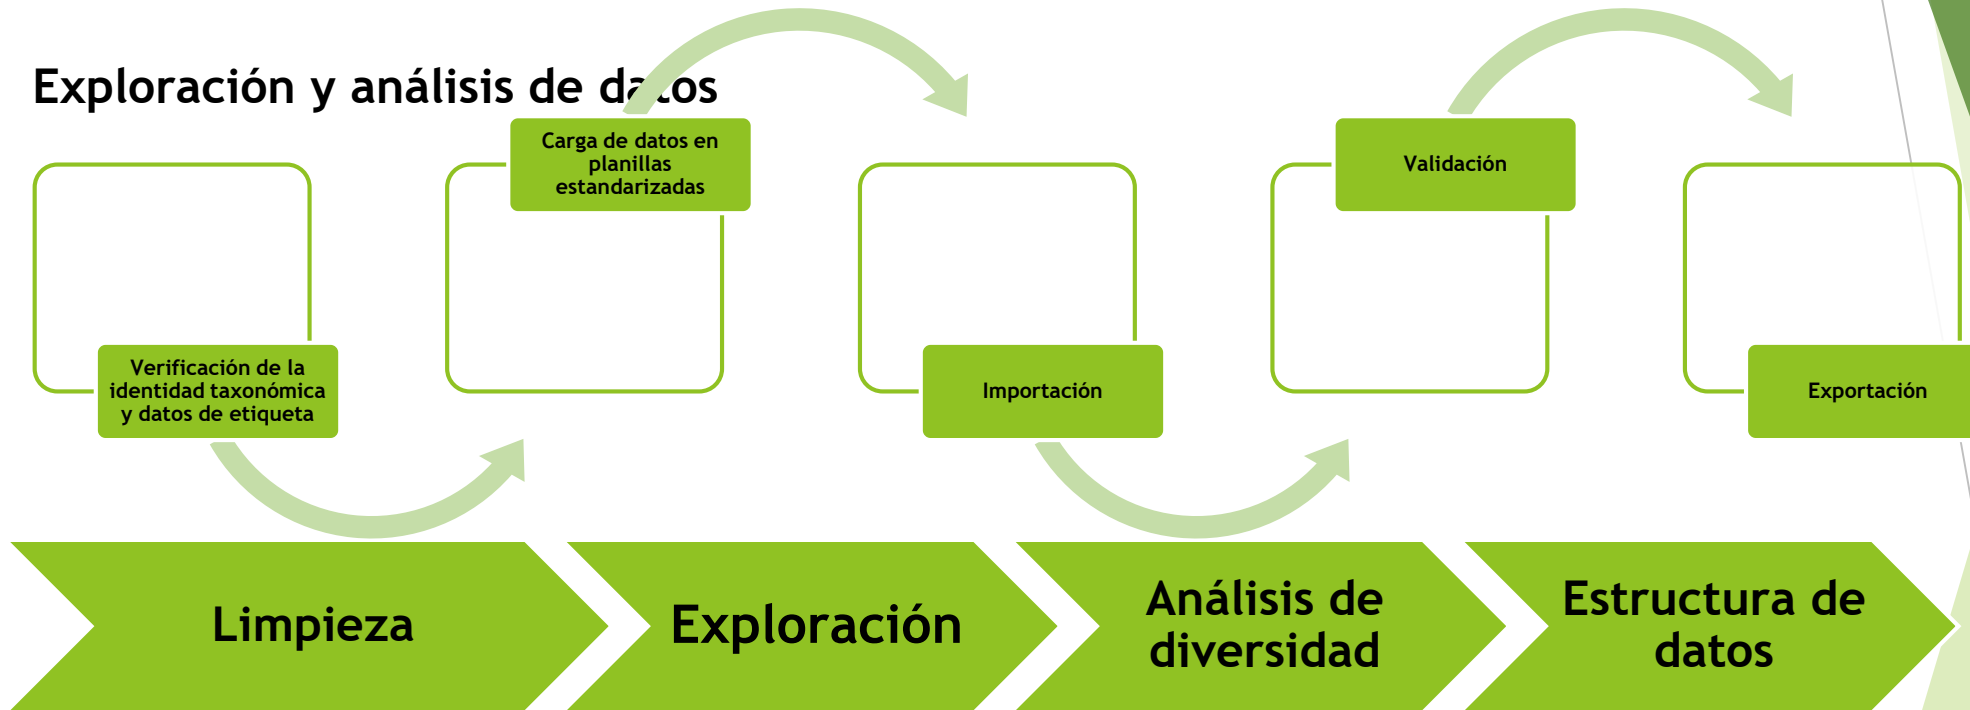 Exploración y análisis de datos
Carga de datos en
planillas
estandarizadas
Validación
Verificación de la
identidad taxonómica
y datos de etiqueta
Importación
Exportación
Limpieza
Exploración
Análisis de
diversidad
Estructura de
datos